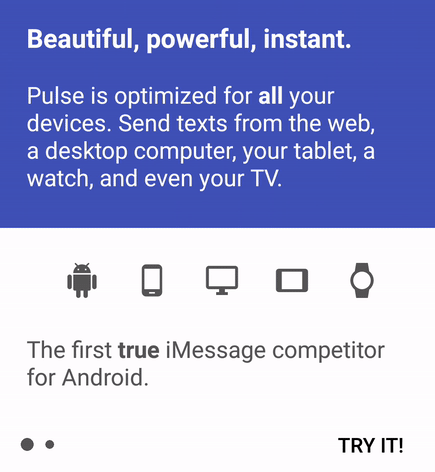 Beautiful, powerful, instant.
Pulse is optimized for all your
devices. Send texts from the web,
a desktop computer, your tablet, a
watch, and even your TV.
The first true iMessage competitor
for Android.
TRY IT!